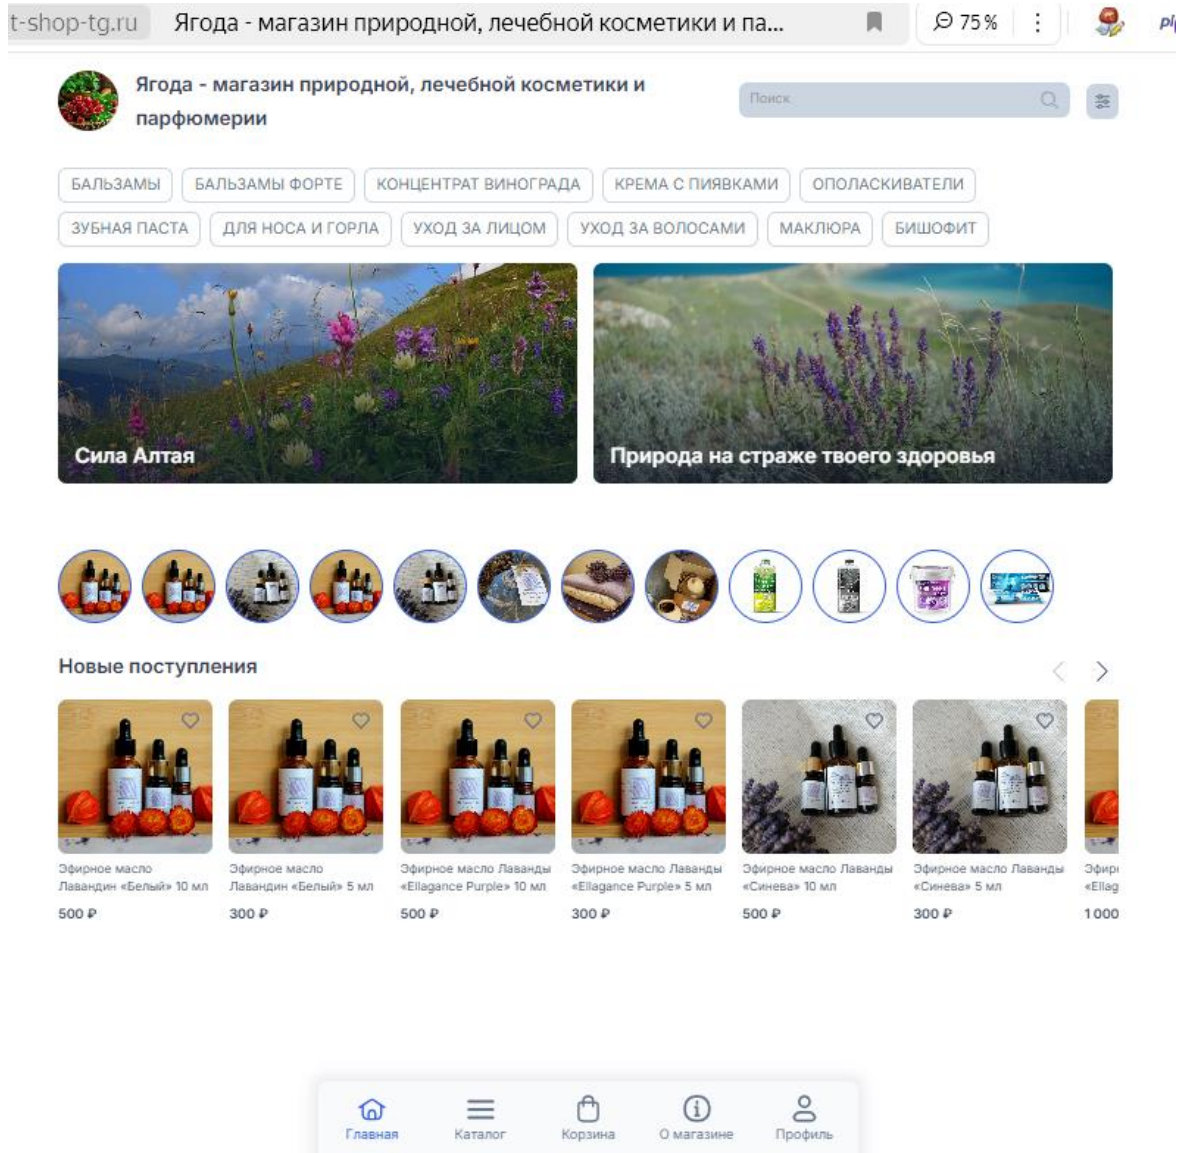 t-shop-tg.ru Ягода - магазин природной, лечебной косметики и па... 75 %
Ягода - магазин природной, лечебной косметики и
парфюмерии
Поиск
БАЛЬЗАМЫ БАЛЬЗАМЫ ФОРТЕ КОНЦЕНТРАТ ВИНОГРАДА КРЕМА С ПИЯВКАМИ ОПОЛАСКИВАТЕЛИ
ЗУБНАЯ ПАСТА ДЛЯ НОСА И ГОРЛА УХОД ЗА ЛИЦОМ УХОД ЗА ВОЛОСАМИ МАКЛЮРА БИШОФИТ
Сила Алтая
Природа на страже твоего здоровья
Новые поступления
Эфирное масло
Лавандин «Белый» 10 мл
500 ₽
Эфирное масло
Лавандин «Белый» 5 мл
300 ₽
Эфирное масло Лаванды
«Ellagance Purple» 10 мл
500 ₽
Эфирное масло Лаванды
«Ellagance Purple» 5 мл
300 ₽
Эфирное масло Лаванды
«Синева» 10 мл
500 ₽
Эфирное масло Лаванды
«Синева» 5 мл
300 ₽
Эфир
«Ellag
1 000
Главная Каталог Корзина О магазине Профиль